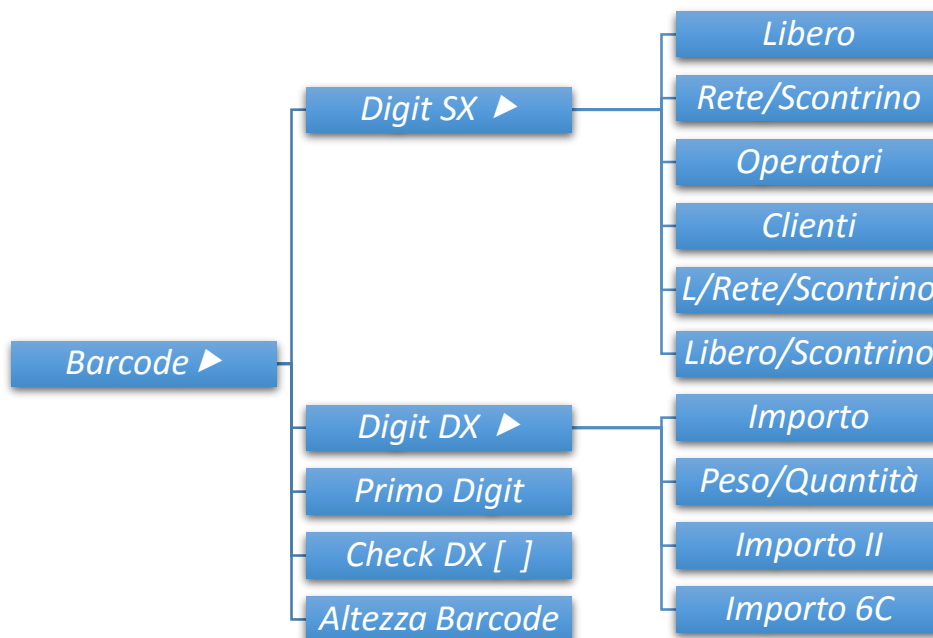 Barcode ▶
Digit SX ▶
Libero
Rete/Scontrino
Operatori
Clienti
L/Rete/Scontrino
Libero/Scontrino
Digit DX ▶
Importo
Peso/Quantità
Importo II
Importo 6C
Primo Digit
Check DX [  ]
Altezza Barcode